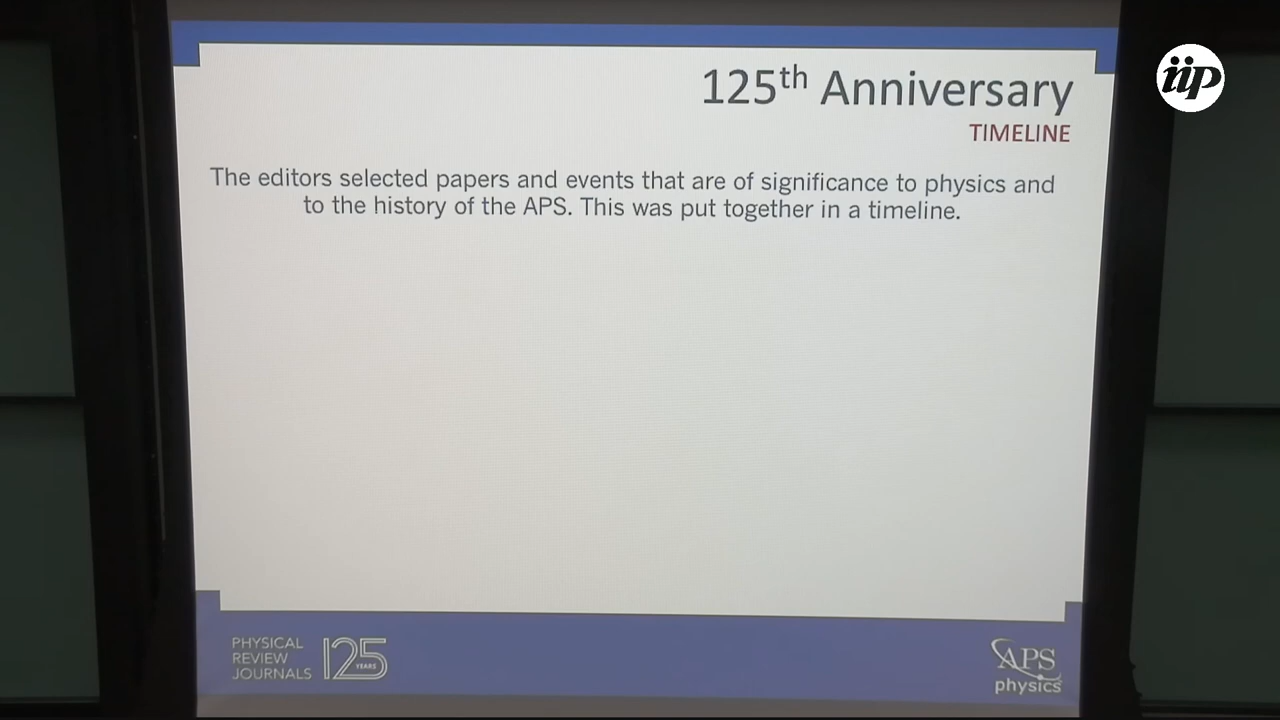 iip
125th Anniversary
TIMELINE
The editors selected papers and events that are of significance to physics and
to the history of the APS. This was put together in a timeline.
PHYSICAL
REVIEW
JOURNALS
125
YEARS
APS
physics